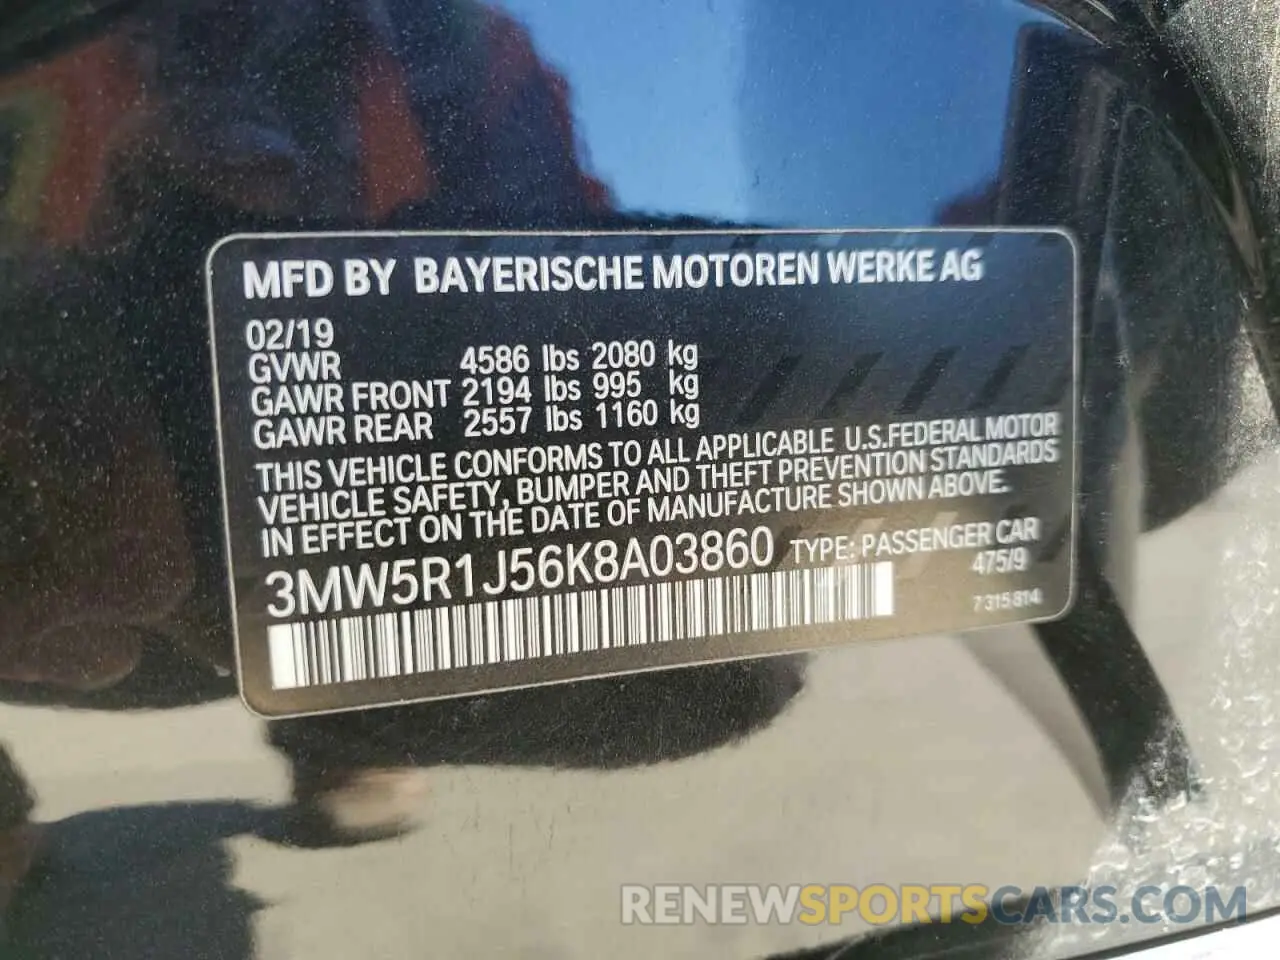 MFD BY BAYERISCHE MOTOREN WERKE AG
02/19
GVWR 4586 lbs 2080 kg
GAWR FRONT 2194 lbs 995 kg
GAWR REAR 2557 lbs 1160 kg
THIS VEHICLE CONFORMS TO ALL APPLICABLE U.S.FEDERAL MOTOR
VEHICLE SAFETY, BUMPER AND THEFT PREVENTION STANDARDS
IN EFFECT ON THE DATE OF MANUFACTURE SHOWN ABOVE.
3MW5R1J56K8A03860 TYPE: PASSENGER CAR
475/9
7 315 814
RENEWSPORTSCARS.COM